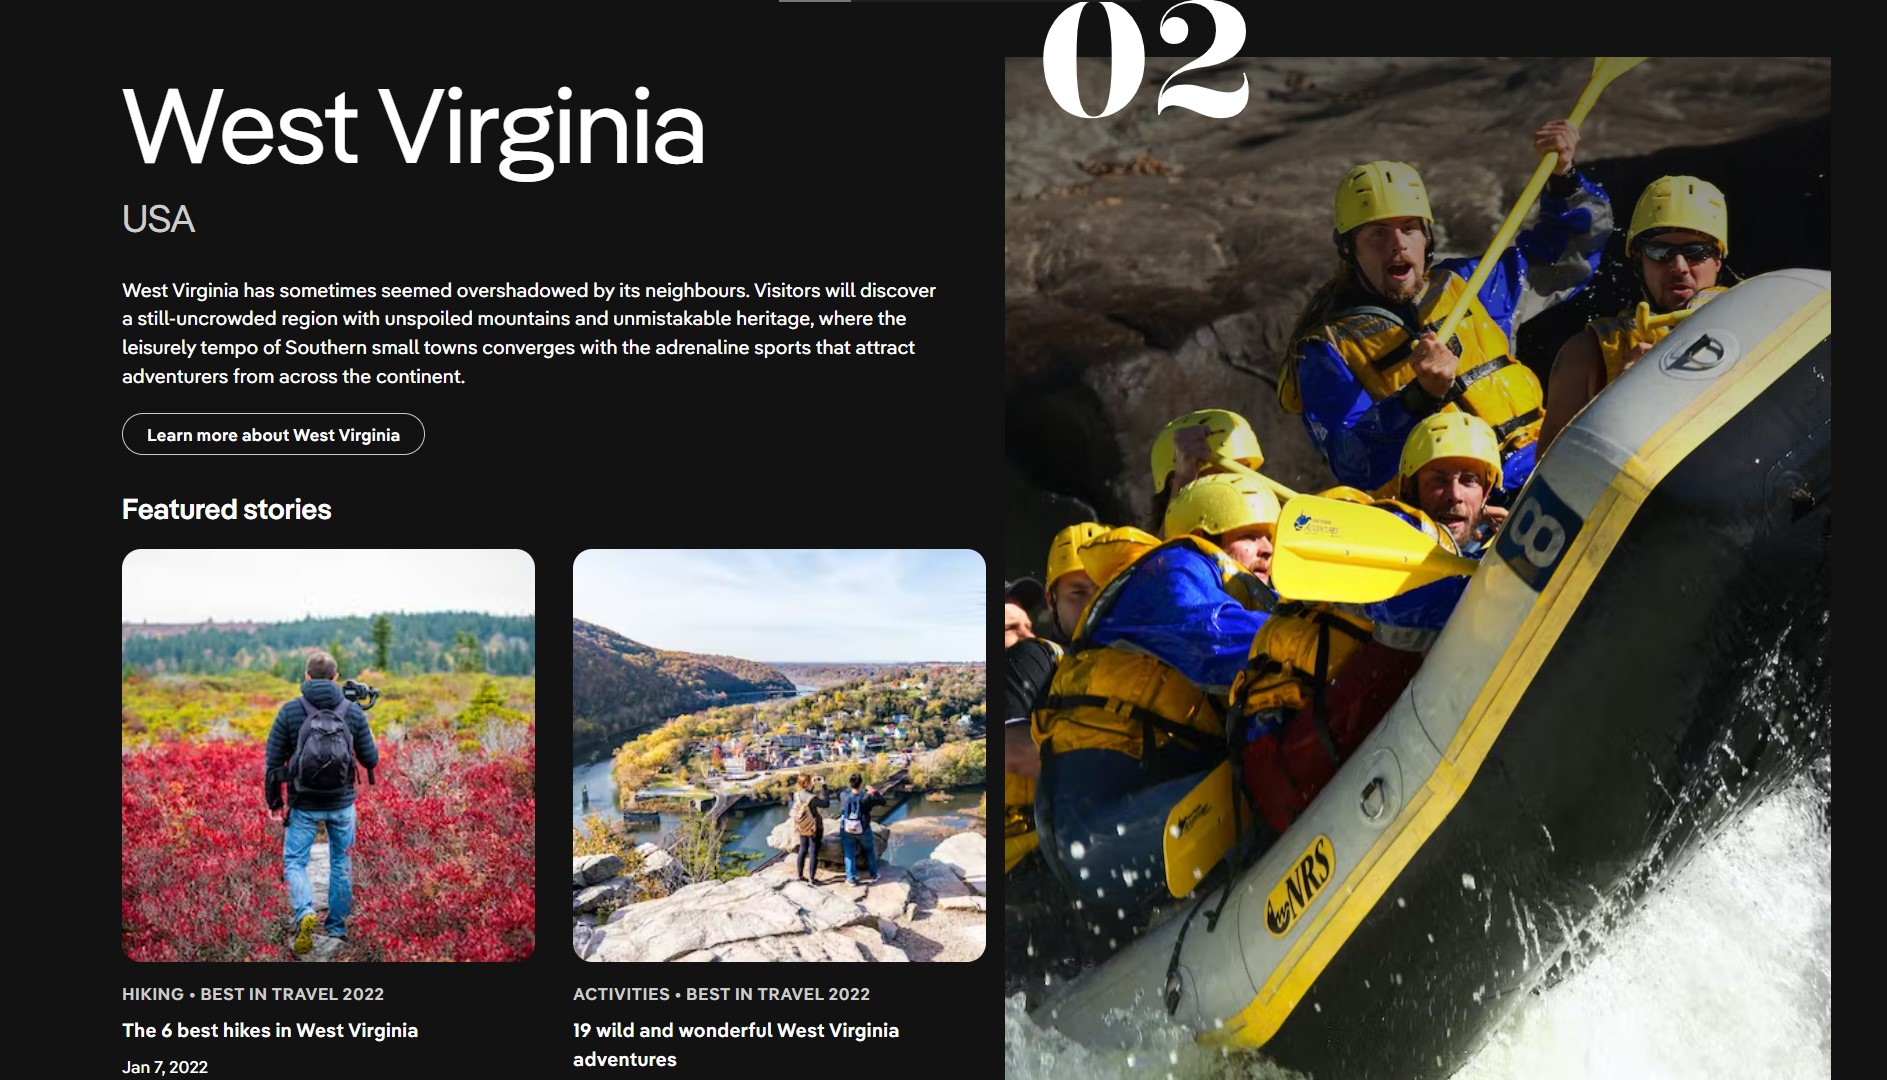 02
West Virginia
USA
West Virginia has sometimes seemed overshadowed by its neighbours. Visitors will discover
a still-uncrowded region with unspoiled mountains and unmistakable heritage, where the
leisurely tempo of Southern small towns converges with the adrenaline sports that attract
adventurers from across the continent.
Learn more about West Virginia
Featured stories
HIKING • BEST IN TRAVEL 2022
The 6 best hikes in West Virginia
Jan 7, 2022
ACTIVITIES • BEST IN TRAVEL 2022
19 wild and wonderful West Virginia
adventures
8
NRS